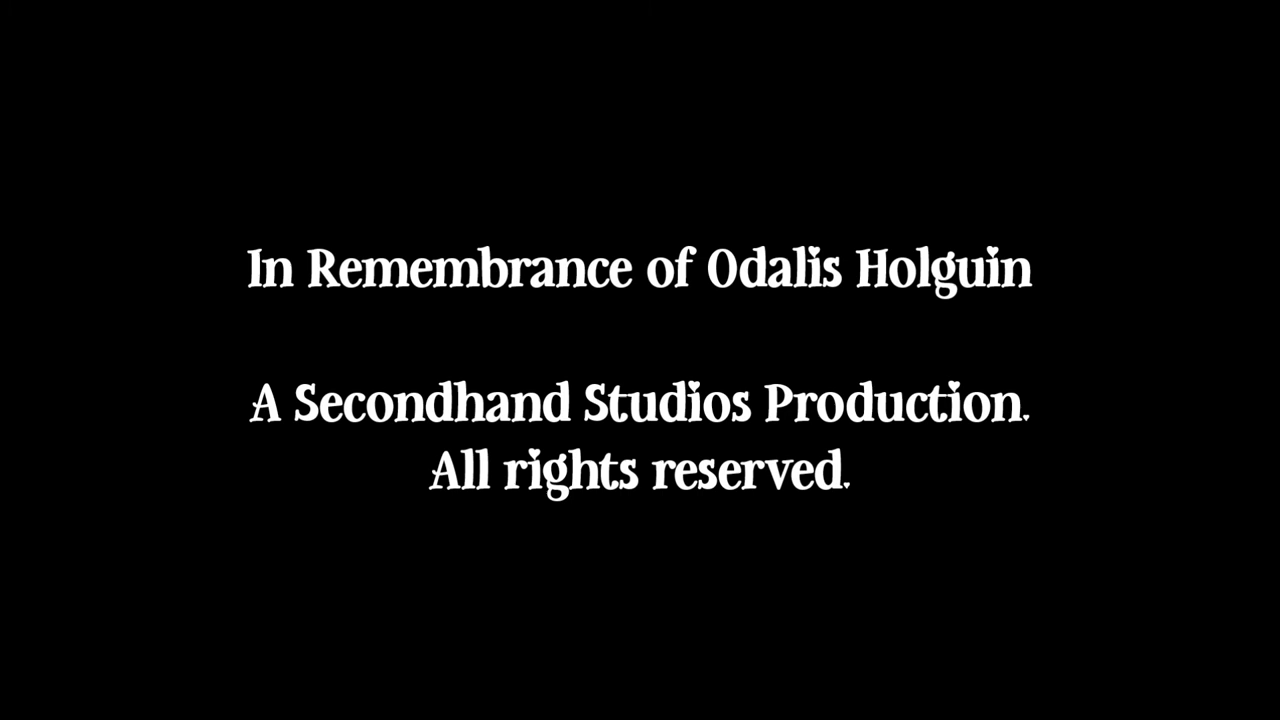 In Remembrance of Odalis Holguin
A Secondhand Studios Production.
All rights reserved.